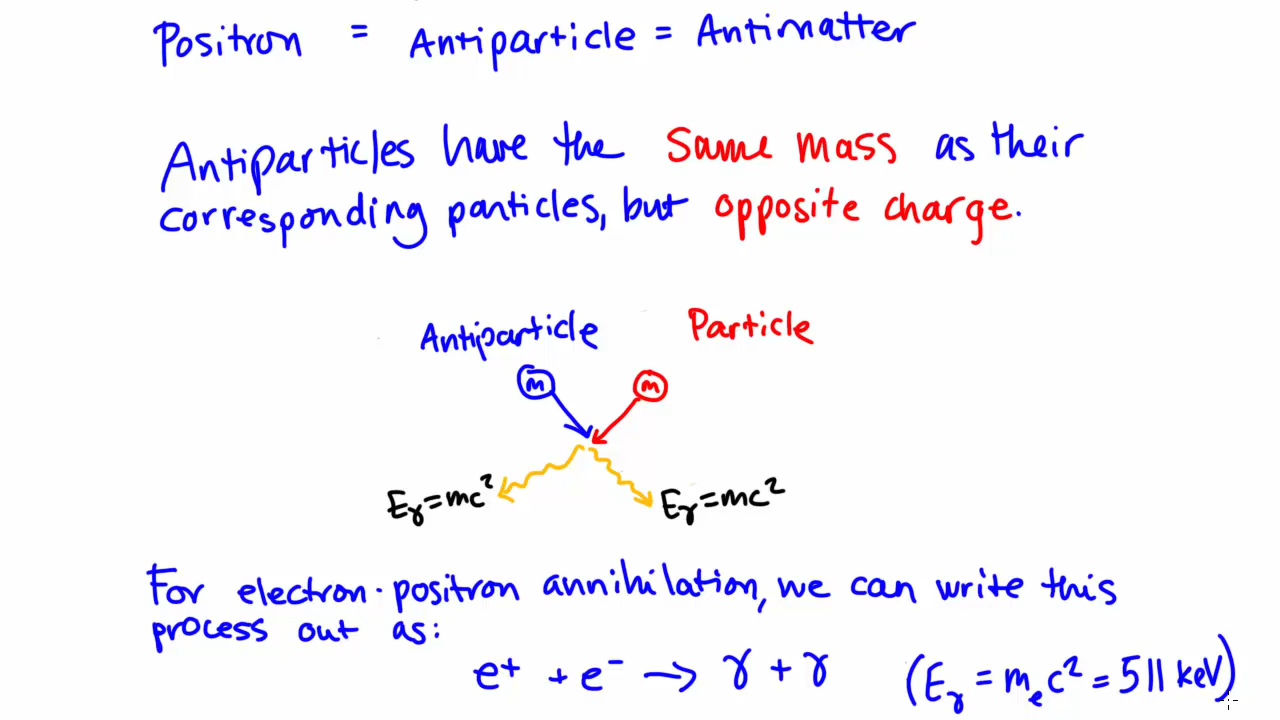 Positron = Antiparticle = Antimatter
Antiparticles have the same mass as their
corresponding particles, but opposite charge.
Antiparticle Particle
m m
Eγ=mc² Eγ=mc²
For electron-positron annihilation, we can write this
process out as:
e⁺ + e⁻ → γ + γ (Eγ = mₑc² = 511 keV)